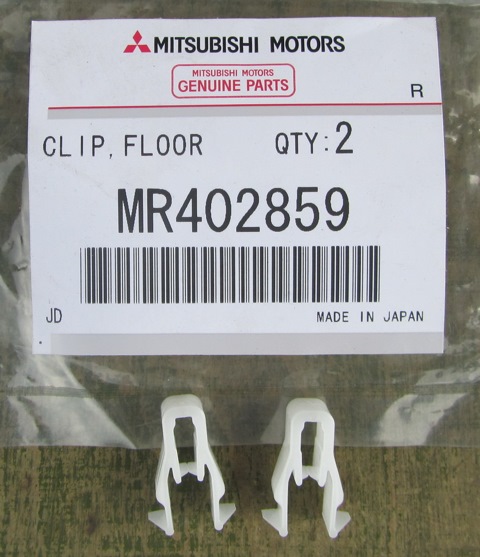 MITSUBISHI MOTORS
MITSUBISHI MOTORS
GENUINE PARTS
R
CLIP, FLOOR QTY: 2
MR402859
JD MADE IN JAPAN